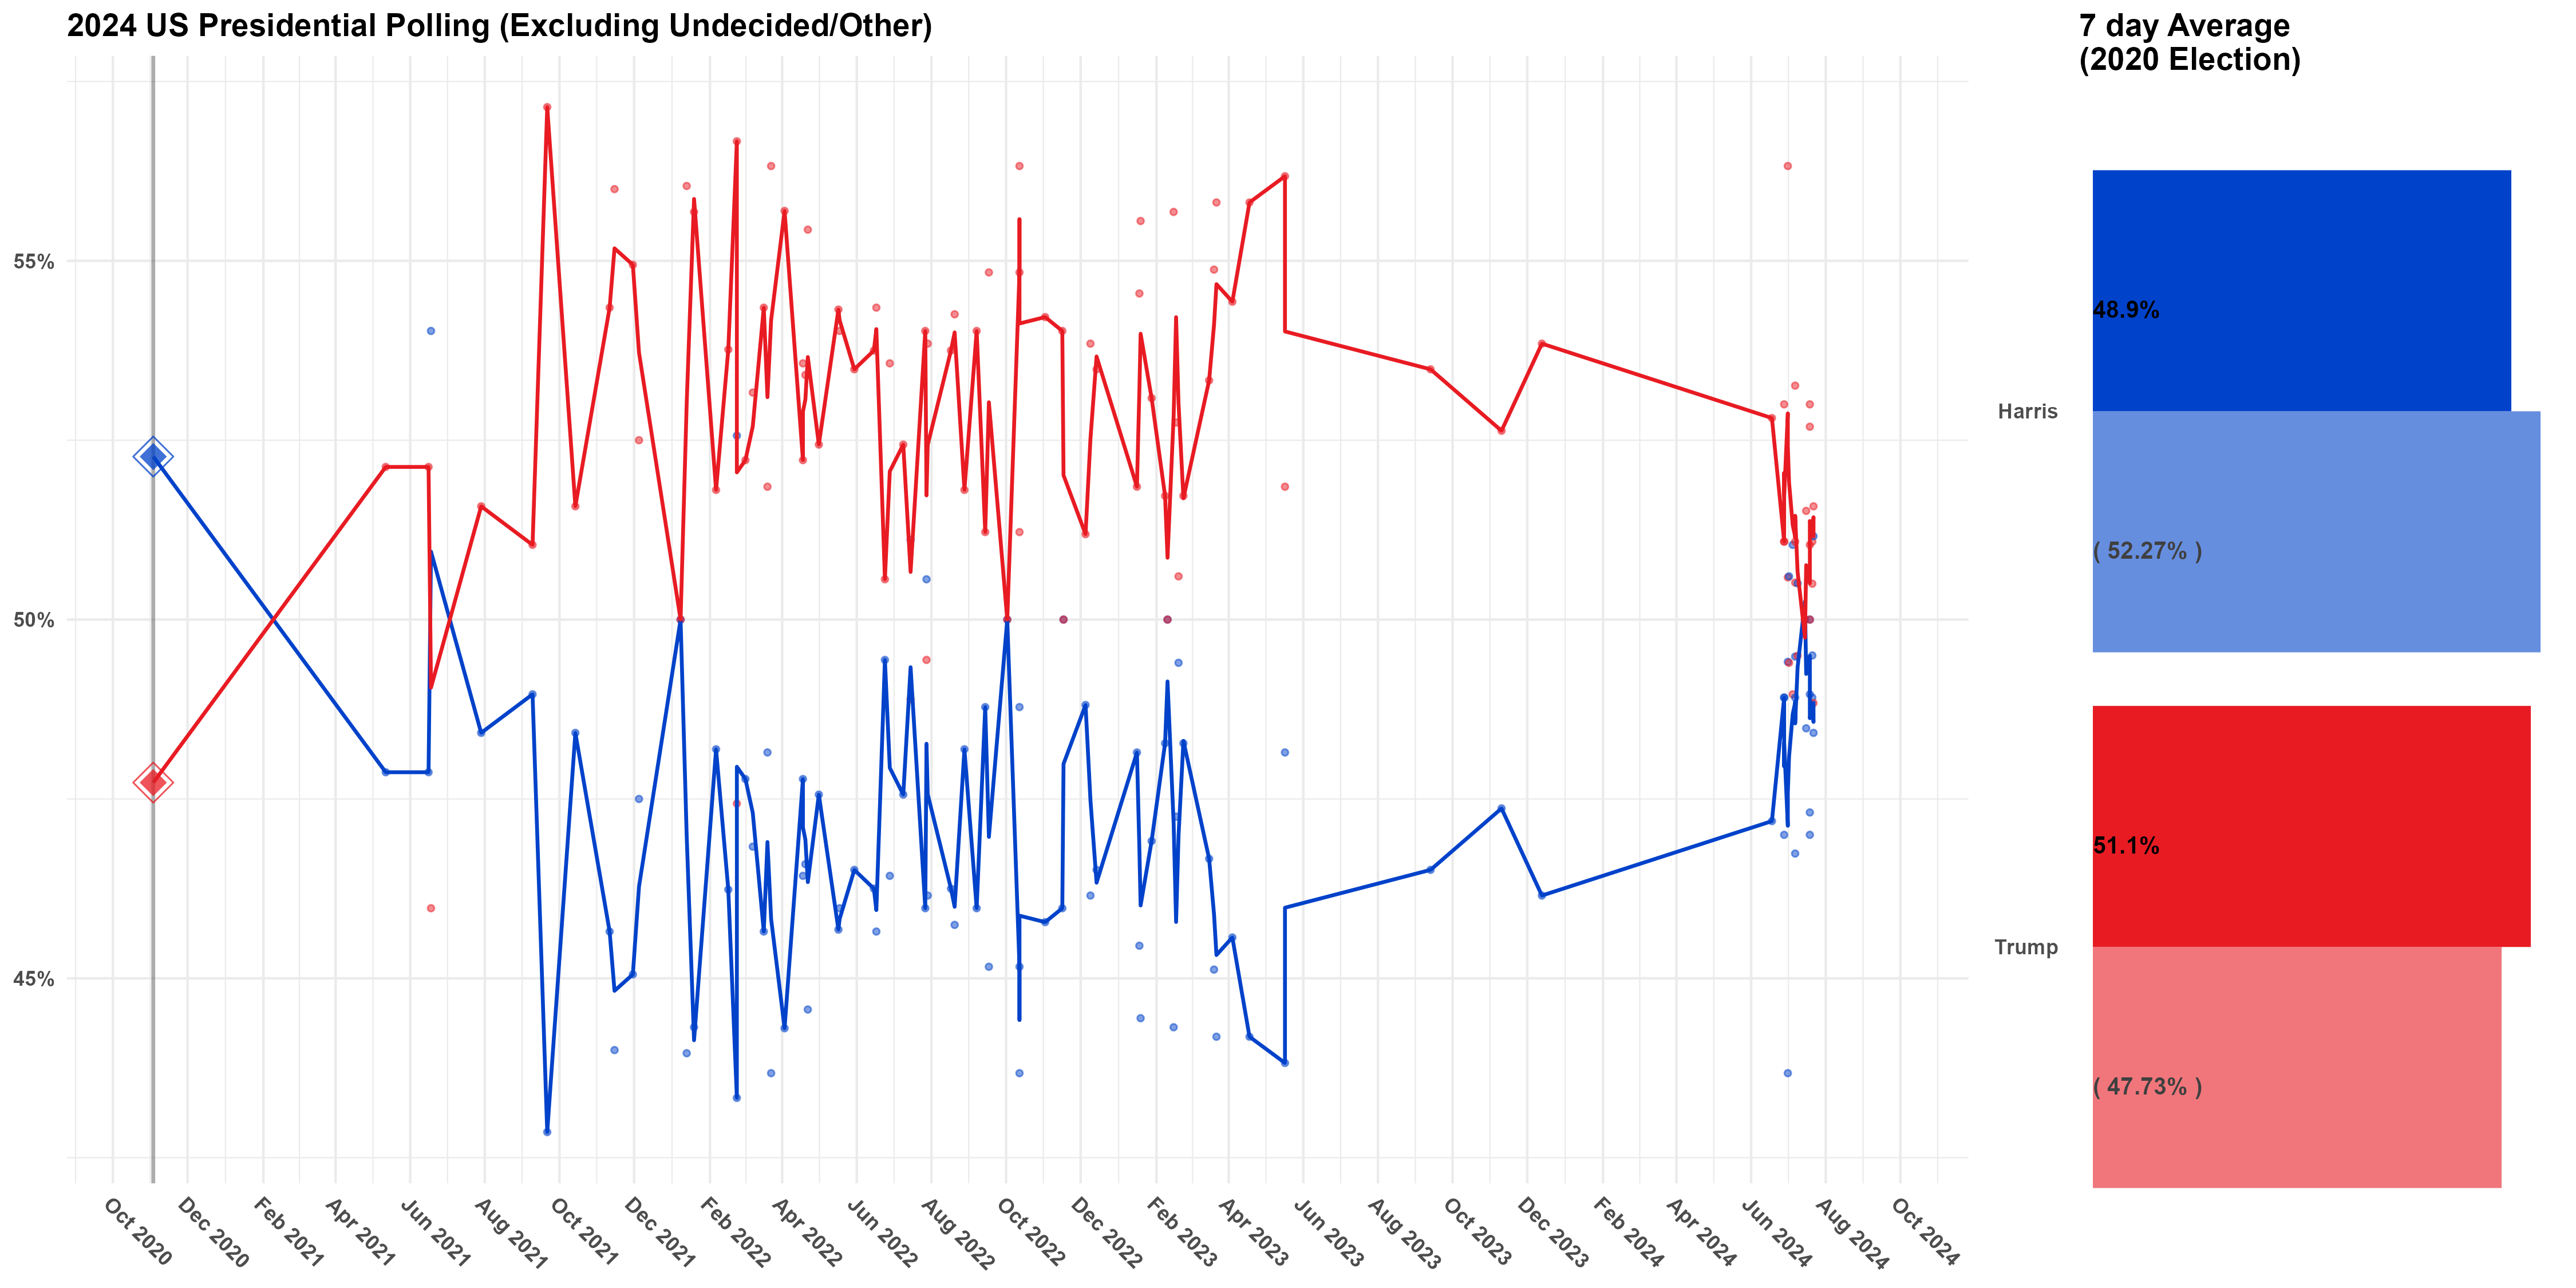 2024 US Presidential Polling (Excluding Undecided/Other)
7 day Average
(2020 Election)
55%
50%
45%
Oct 2020
Dec 2020
Feb 2021
Apr 2021
Jun 2021
Aug 2021
Oct 2021
Dec 2021
Feb 2022
Apr 2022
Jun 2022
Aug 2022
Oct 2022
Dec 2022
Feb 2023
Apr 2023
Jun 2023
Aug 2023
Oct 2023
Dec 2023
Feb 2024
Apr 2024
Jun 2024
Aug 2024
Oct 2024
48.9%
Harris
( 52.27% )
51.1%
Trump
( 47.73% )